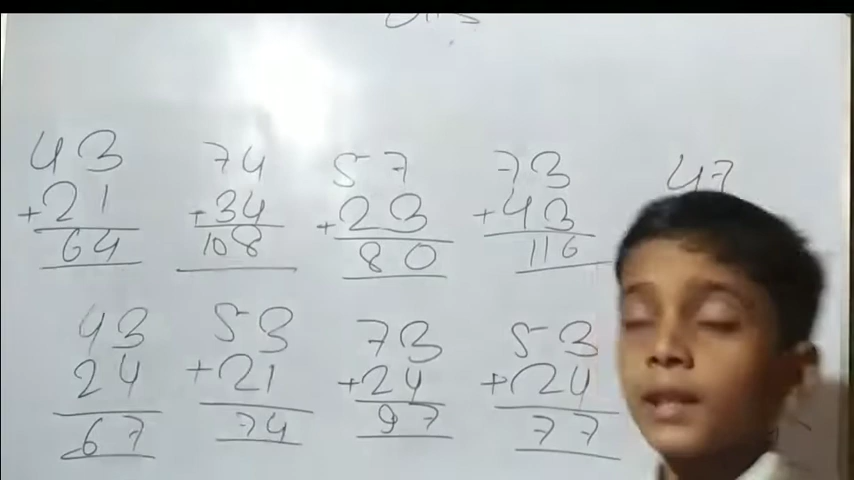 43 74 57 73 47
+21 +34 +23 +43
64 108 80 116
43 53 73 53
24 +21 +24 +24
67 74 97 77